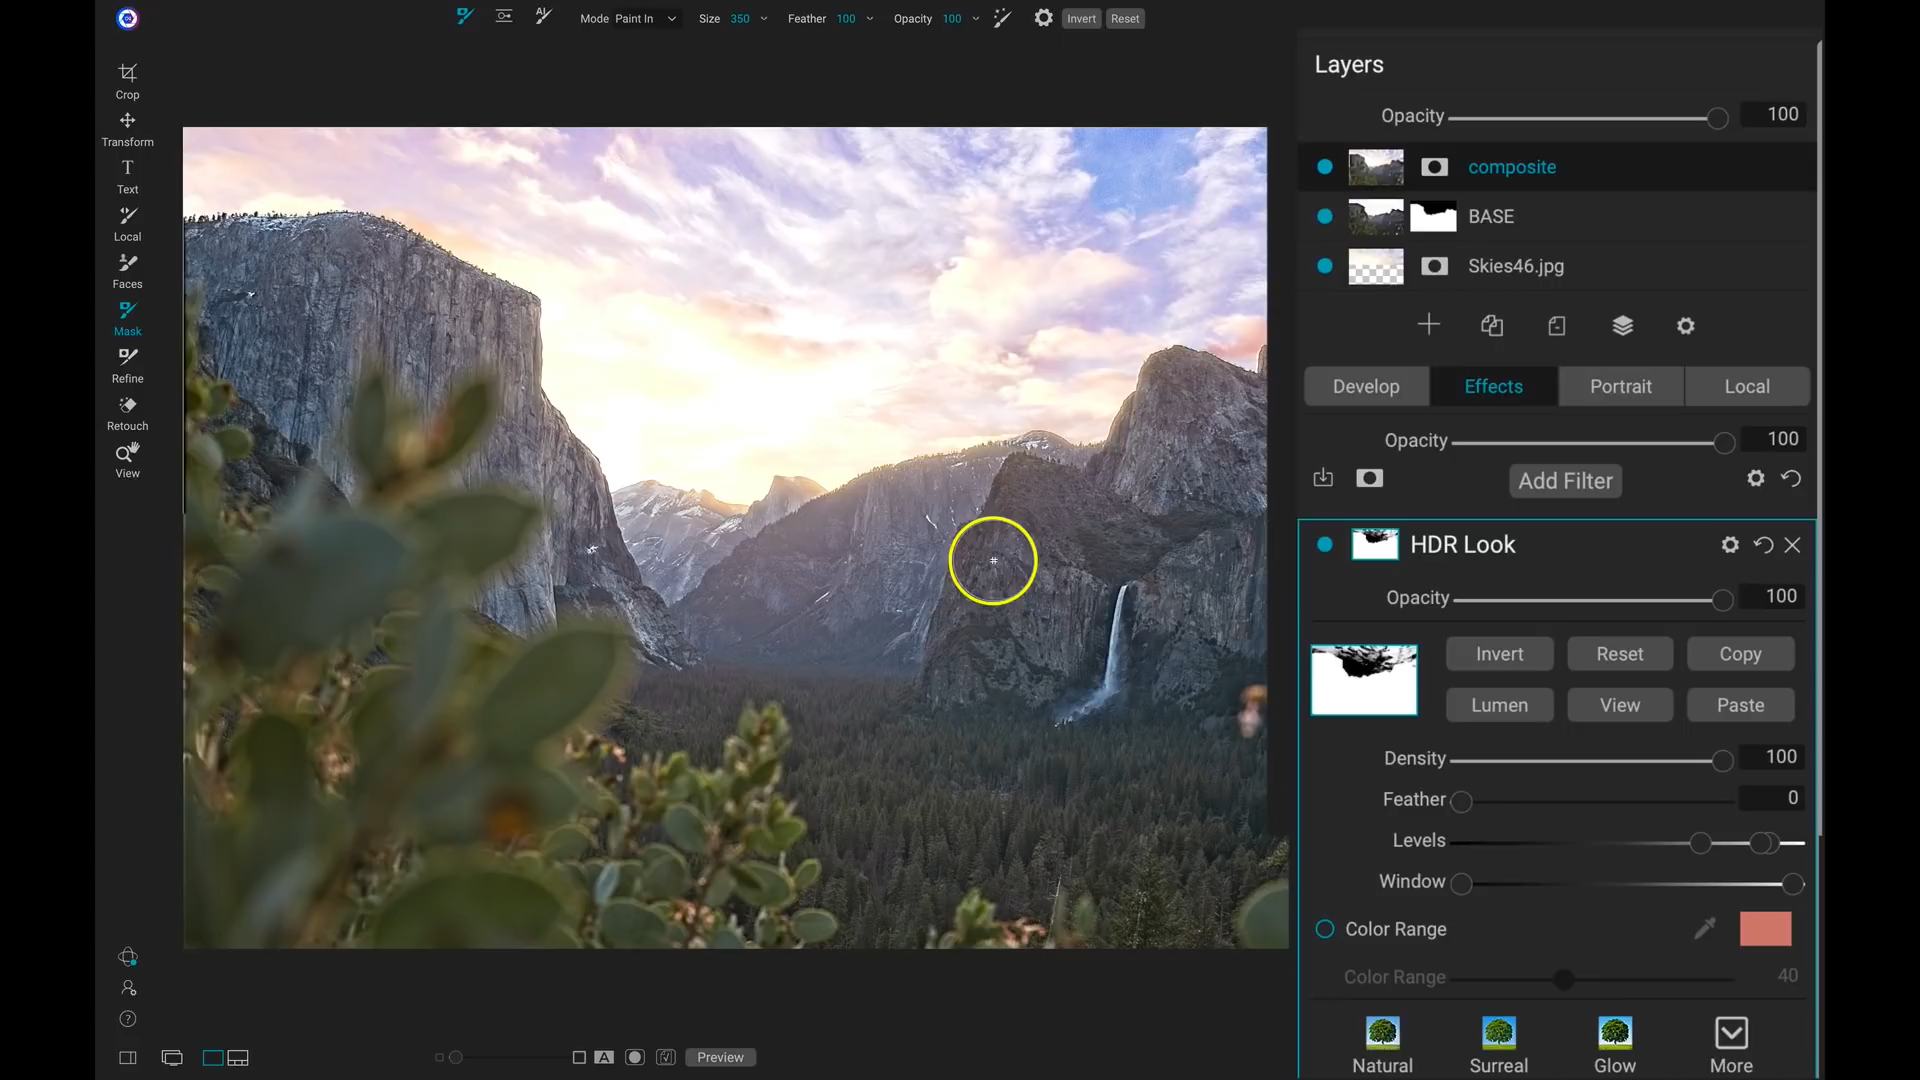 Mode Paint In Size 350 Feather 100 Opacity 100 Invert Reset
Crop
Transform
T
Text
Local
Faces
Mask
Refine
Retouch
View
?
A
Preview
Layers
Opacity 100
composite
BASE
Skies46.jpg
Develop Effects Portrait Local
Opacity 100
Add Filter
HDR Look
Opacity 100
Invert Reset Copy
Lumen View Paste
Density 100
Feather 0
Levels
Window
Color Range
Color Range 40
Natural Surreal Glow More